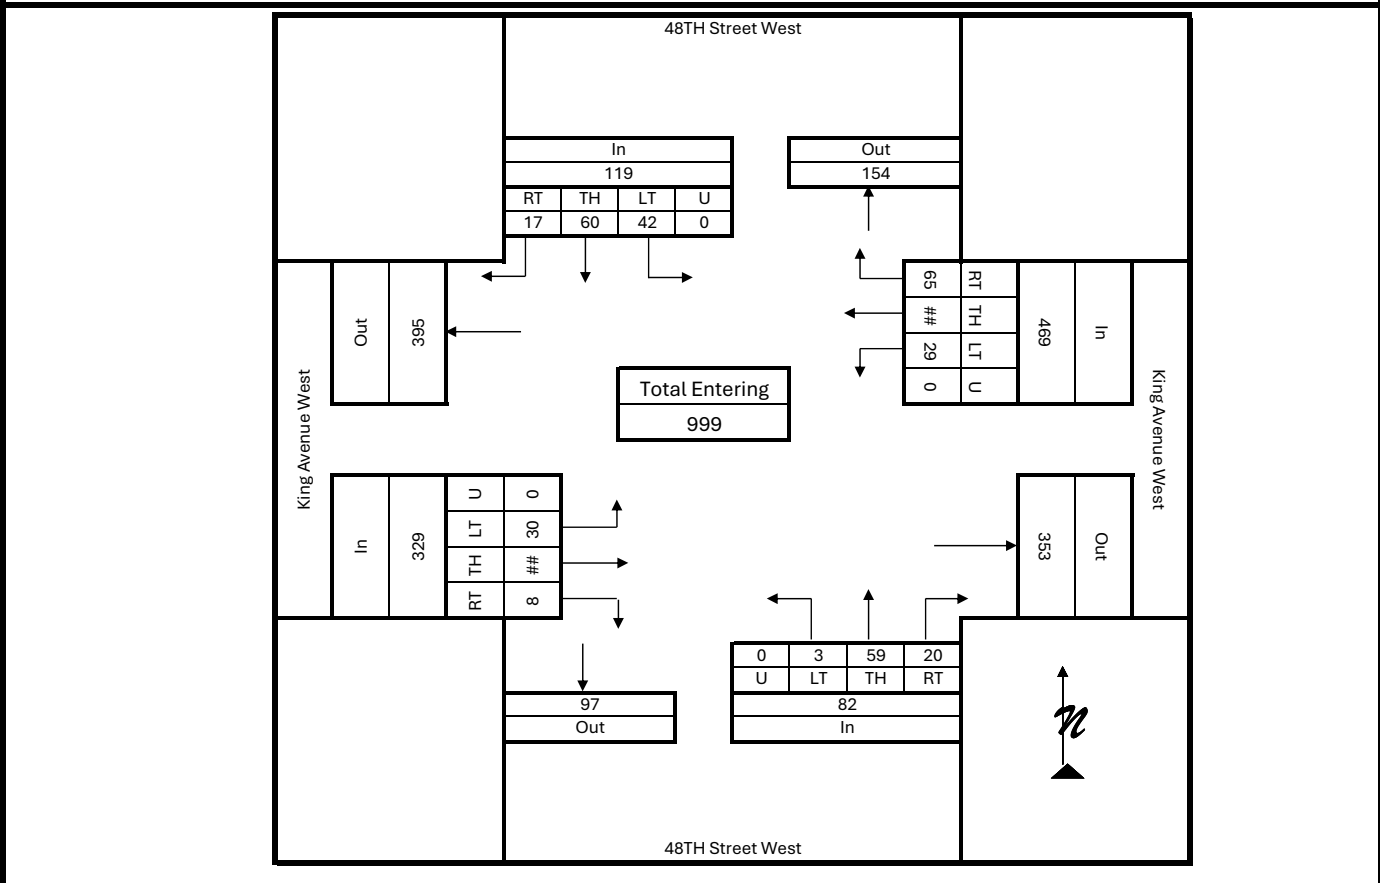 48TH Street West
In
119
RT TH LT U
17 60 42 0
Out
154
Out
395
King Avenue West
65 RT
## TH
29 LT
0 U
469
In
King Avenue West
Total Entering
999
In
329
U 0
LT 30
TH ##
RT 8
353
Out
0 3 59 20
U LT TH RT
82
In
97
Out
N
48TH Street West